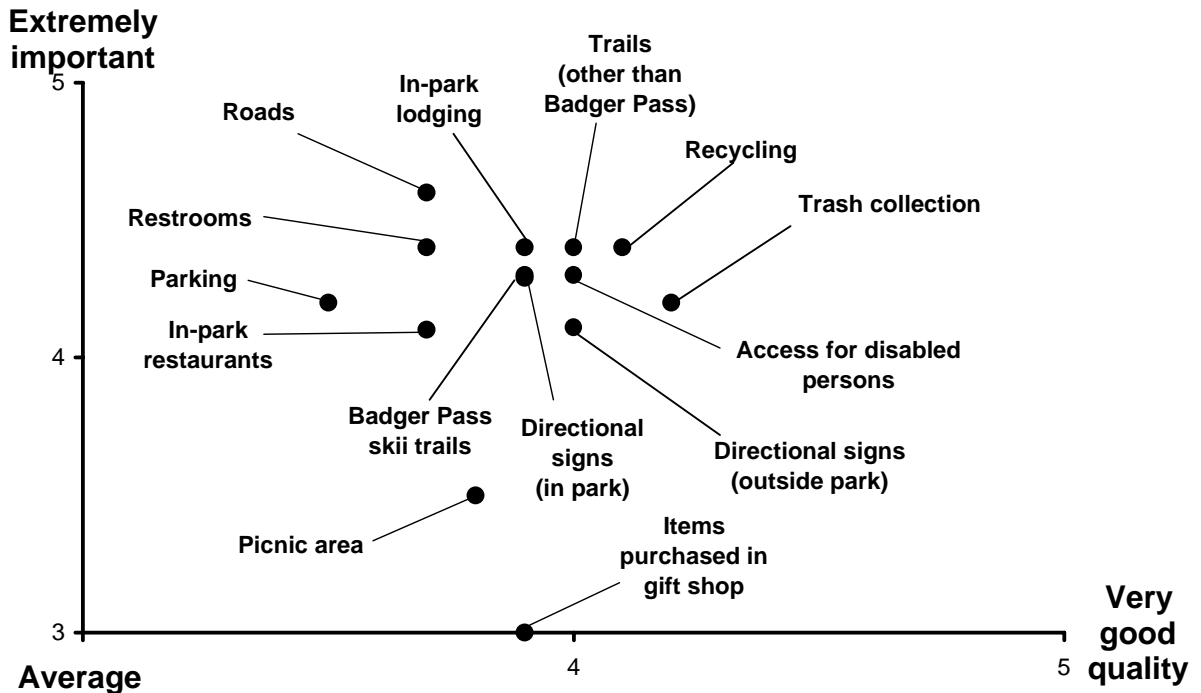 Extremely
important
Trails
(other than
Badger Pass)
In-park
lodging
5
Roads
Recycling
Trash collection
Restrooms
Parking
In-park
restaurants
4
Access for disabled
persons
Badger Pass
skii trails
Directional
signs
(in park)
Directional signs
(outside park)
Picnic area
Items
purchased in
gift shop
3
4
5
Very
good
quality
Average